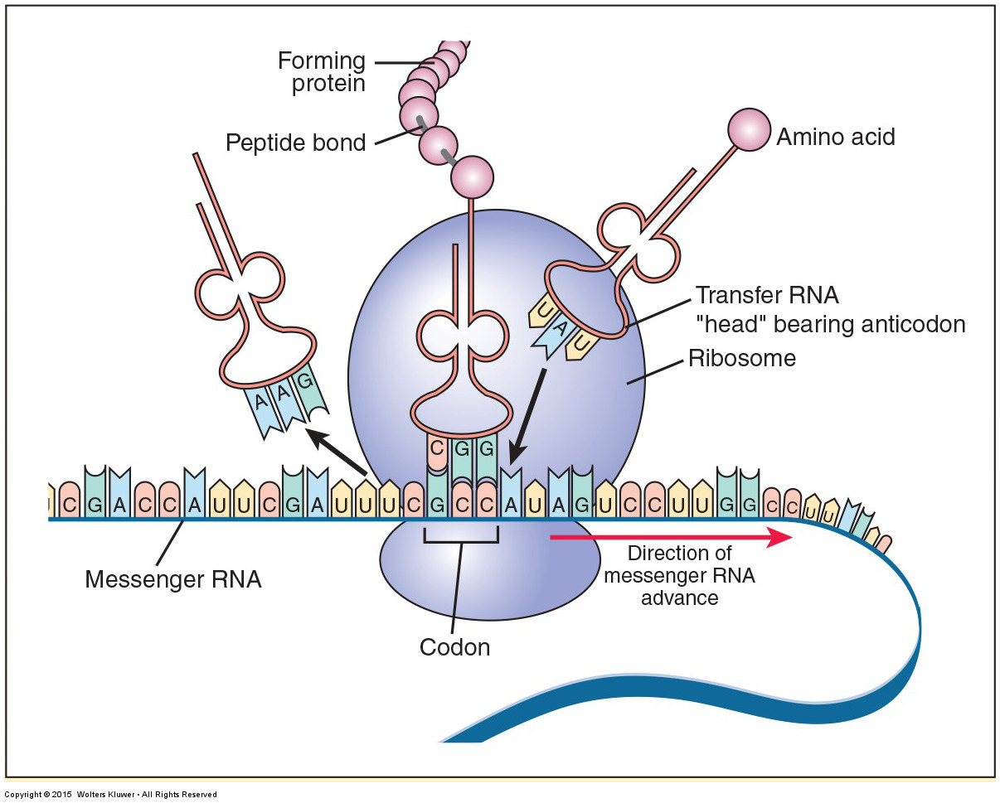 Forming
protein
Peptide bond
Amino acid
Transfer RNA
"head" bearing anticodon
Ribosome
U A U
A A G
C G G
U C G A C C A U U C G A U U U C G C C A U A G U C C U U G G C C U U
Messenger RNA
Direction of
messenger RNA
advance
Codon
Copyright © 2015 Wolters Kluwer • All Rights Reserved